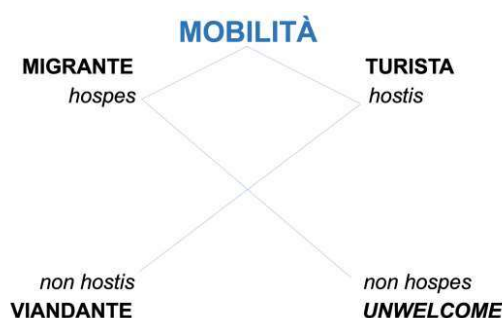 MOBILITÀ
MIGRANTE
hospes
TURISTA
hostis
non hostis
VIANDANTE
non hospes
UNWELCOME